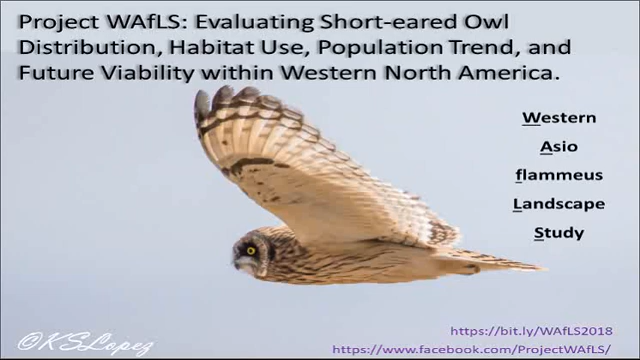 Project WAfLS: Evaluating Short-eared Owl
Distribution, Habitat Use, Population Trend, and
Future Viability within Western North America.
Western
Asio
flammeus
Landscape
Study
https://bit.ly/WAfLS2018
©KSLopez
https://www.facebook.com/ProjectWAfLS/